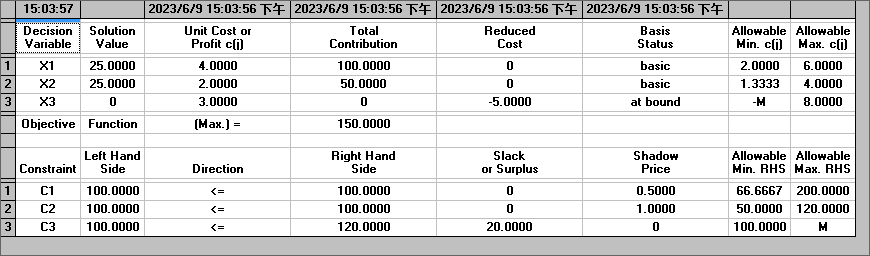 15:03:57 2023/6/9 15:03:56 下午 2023/6/9 15:03:56 下午 2023/6/9 15:03:56 下午 2023/6/9 15:03:56 下午
Decision Variable Solution Value Unit Cost or Profit c(j) Total Contribution Reduced Cost Basis Status Allowable Min. c(j) Allowable Max. c(j)
1 X1 25.0000 4.0000 100.0000 0 basic 2.0000 6.0000
2 X2 25.0000 2.0000 50.0000 0 basic 1.3333 4.0000
3 X3 0 3.0000 0 -5.0000 at bound -M 8.0000
Objective Function (Max.) = 150.0000
Constraint Left Hand Side Direction Right Hand Side Slack or Surplus Shadow Price Allowable Min. RHS Allowable Max. RHS
1 C1 100.0000 <= 100.0000 0 0.5000 66.6667 200.0000
2 C2 100.0000 <= 100.0000 0 1.0000 50.0000 120.0000
3 C3 100.0000 <= 120.0000 20.0000 0 100.0000 M